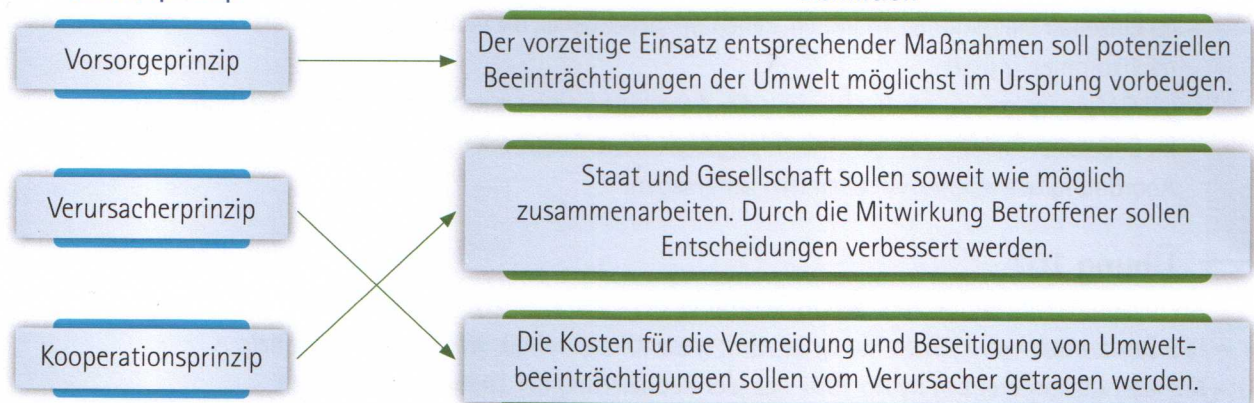 Vorsorgeprinzip
Der vorzeitige Einsatz entsprechender Maßnahmen soll potenziellen
Beeinträchtigungen der Umwelt möglichst im Ursprung vorbeugen.
Verursacherprinzip
Staat und Gesellschaft sollen soweit wie möglich
zusammenarbeiten. Durch die Mitwirkung Betroffener sollen
Entscheidungen verbessert werden.
Kooperationsprinzip
Die Kosten für die Vermeidung und Beseitigung von Umwelt-
beeinträchtigungen sollen vom Verursacher getragen werden.